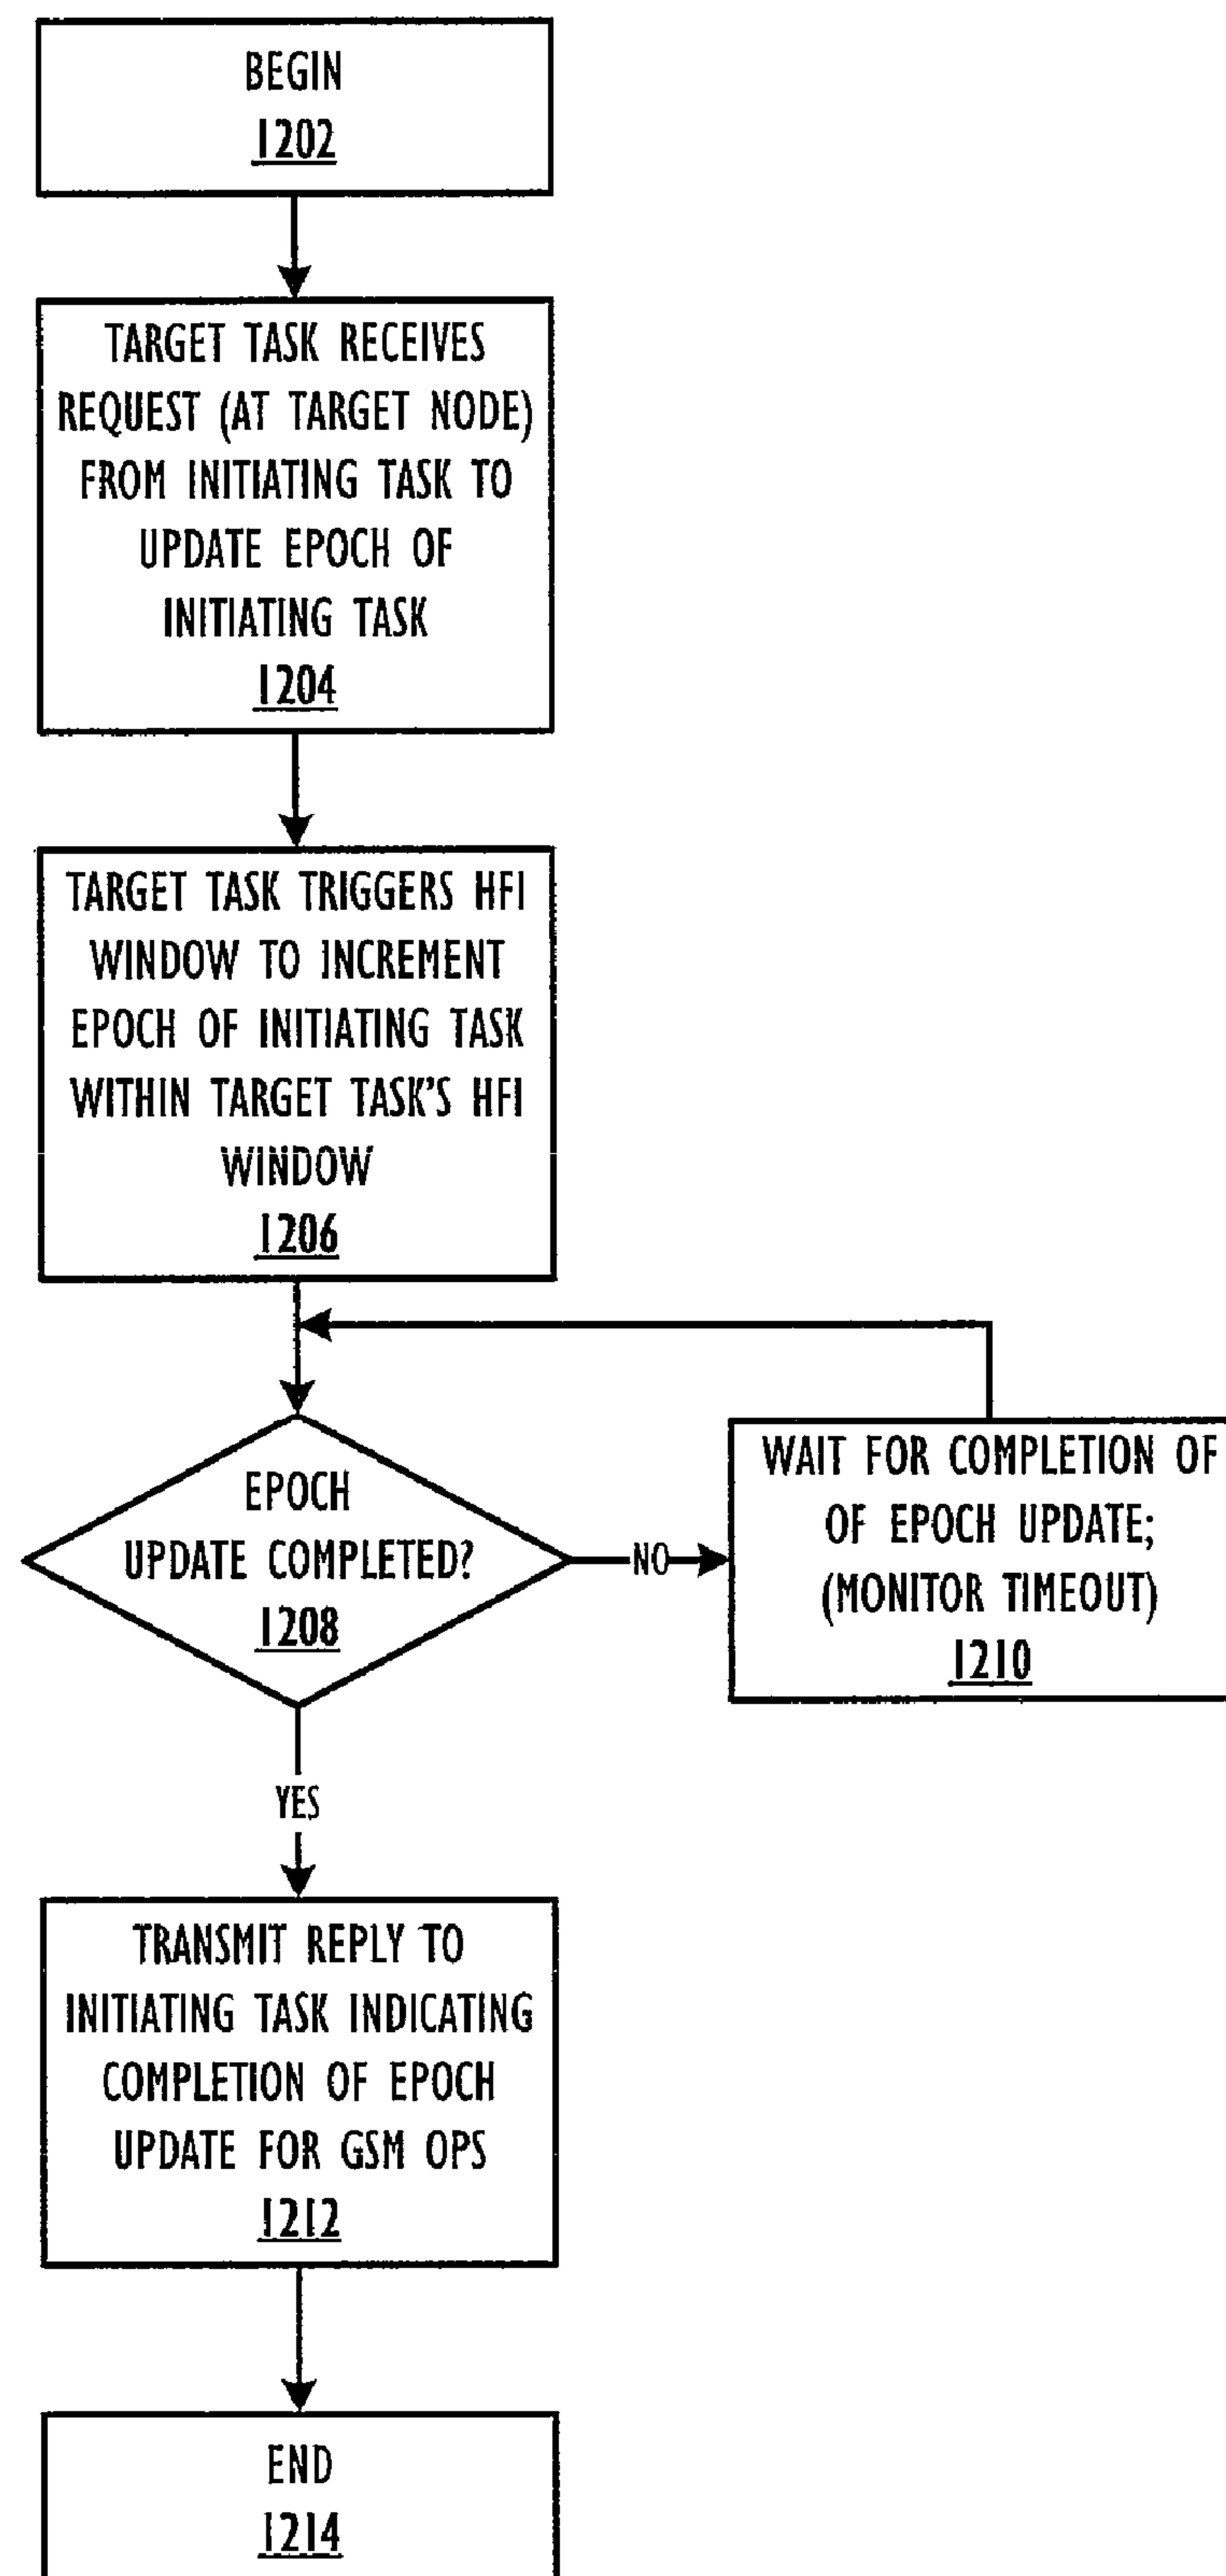 BEGIN
1202
TARGET TASK RECEIVES
REQUEST (AT TARGET NODE)
FROM INITIATING TASK TO
UPDATE EPOCH OF
INITIATING TASK
1204
TARGET TASK TRIGGERS HFI
WINDOW TO INCREMENT
EPOCH OF INITIATING TASK
WITHIN TARGET TASK'S HFI
WINDOW
1206
EPOCH
UPDATE COMPLETED?
1208
NO
WAIT FOR COMPLETION OF
OF EPOCH UPDATE;
(MONITOR TIMEOUT)
1210
YES
TRANSMIT REPLY TO
INITIATING TASK INDICATING
COMPLETION OF EPOCH
UPDATE FOR GSM OPS
1212
END
1214